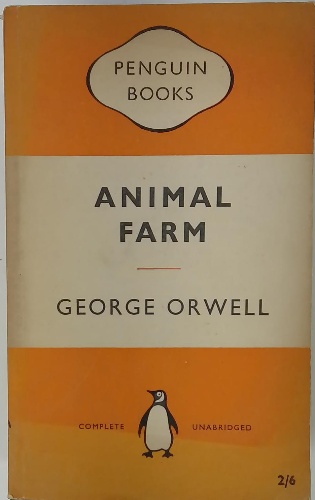 PENGUIN
BOOKS
ANIMAL
FARM
GEORGE ORWELL
COMPLETE UNABRIDGED
2/6